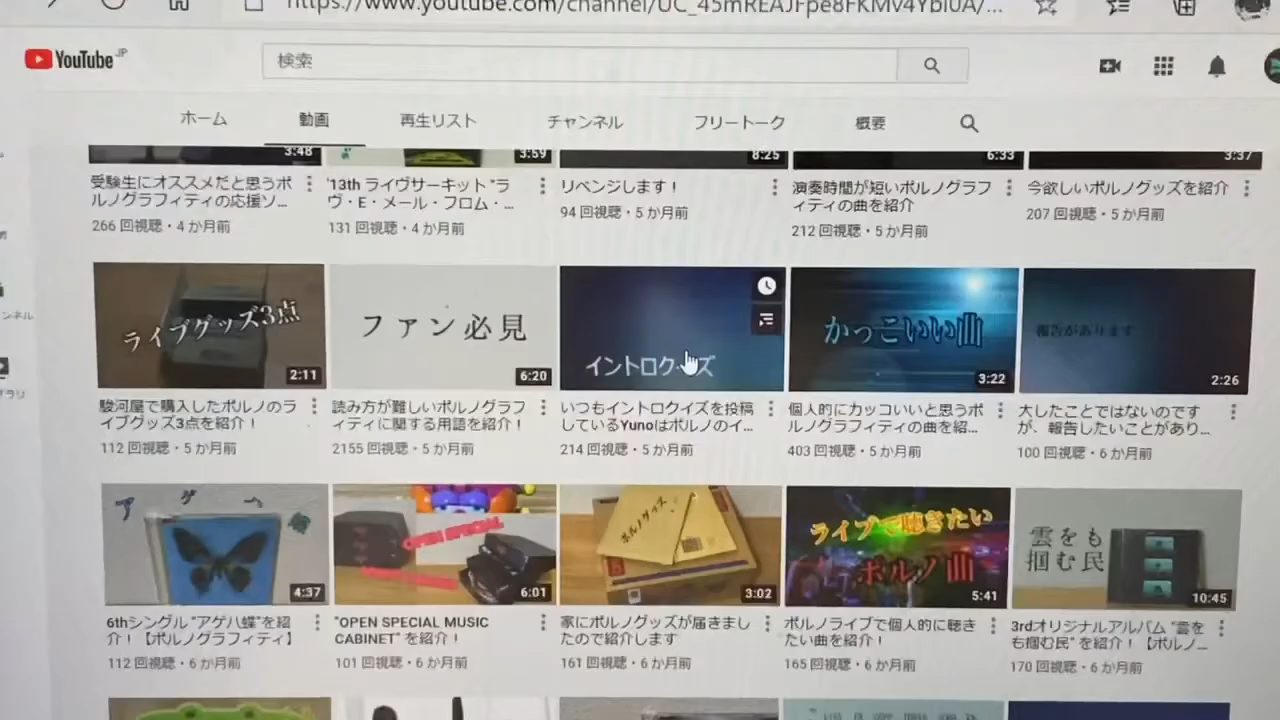 https://www.youtube.com/channel/UC_45mREAJFpe8FKMv4YbI0A/...
YouTube JP
検索
ホーム
動画
再生リスト
チャンネル
フリートーク
概要
3:48
3:59
8:25
6:33
3:37
受験生にオススメだと思うポ
ルノグラフィティの応援ソ...
266 回視聴・4 か月前
'13th ライヴサーキット "ラ
ヴ・E・メール・フロム・...
131 回視聴・4 か月前
リベンジします！
94 回視聴・5 か月前
演奏時間が短いポルノグラフ
ィティの曲を紹介
212 回視聴・5 か月前
今欲しいポルノグッズを紹介
207 回視聴・5 か月前
ライブグッズ3点
2:11
ファン必見
6:20
イントロクイズ
かっこいい曲
3:22
報告があります
2:26
駿河屋で購入したポルノのラ
イブグッズ3点を紹介！
112 回視聴・5 か月前
読み方が難しいポルノグラフ
ィティに関する用語を紹介！
2155 回視聴・5 か月前
いつもイントロクイズを投稿
しているYunoはポルノのイ...
214 回視聴・5 か月前
個人的にカッコいいと思うポ
ルノグラフィティの曲を紹...
403 回視聴・5 か月前
大したことではないのです
が、報告したいことがあり...
100 回視聴・6 か月前
アゲハ蝶
4:37
OPEN SPECIAL
6:01
ポルノグッズ
3:02
ライブで聴きたい
ポルノ曲
5:41
雲をも
掴む民
10:45
6thシングル "アゲハ蝶"を紹
介！【ポルノグラフィティ】
112 回視聴・6 か月前
"OPEN SPECIAL MUSIC
CABINET" を紹介！
101 回視聴・6 か月前
家にポルノグッズが届きまし
たので紹介します
161 回視聴・6 か月前
ポルノライブで個人的に聴き
たい曲を紹介！
165 回視聴・6 か月前
3rdオリジナルアルバム "雲を
も掴む民" を紹介！【ポルノ...
170 回視聴・6 か月前